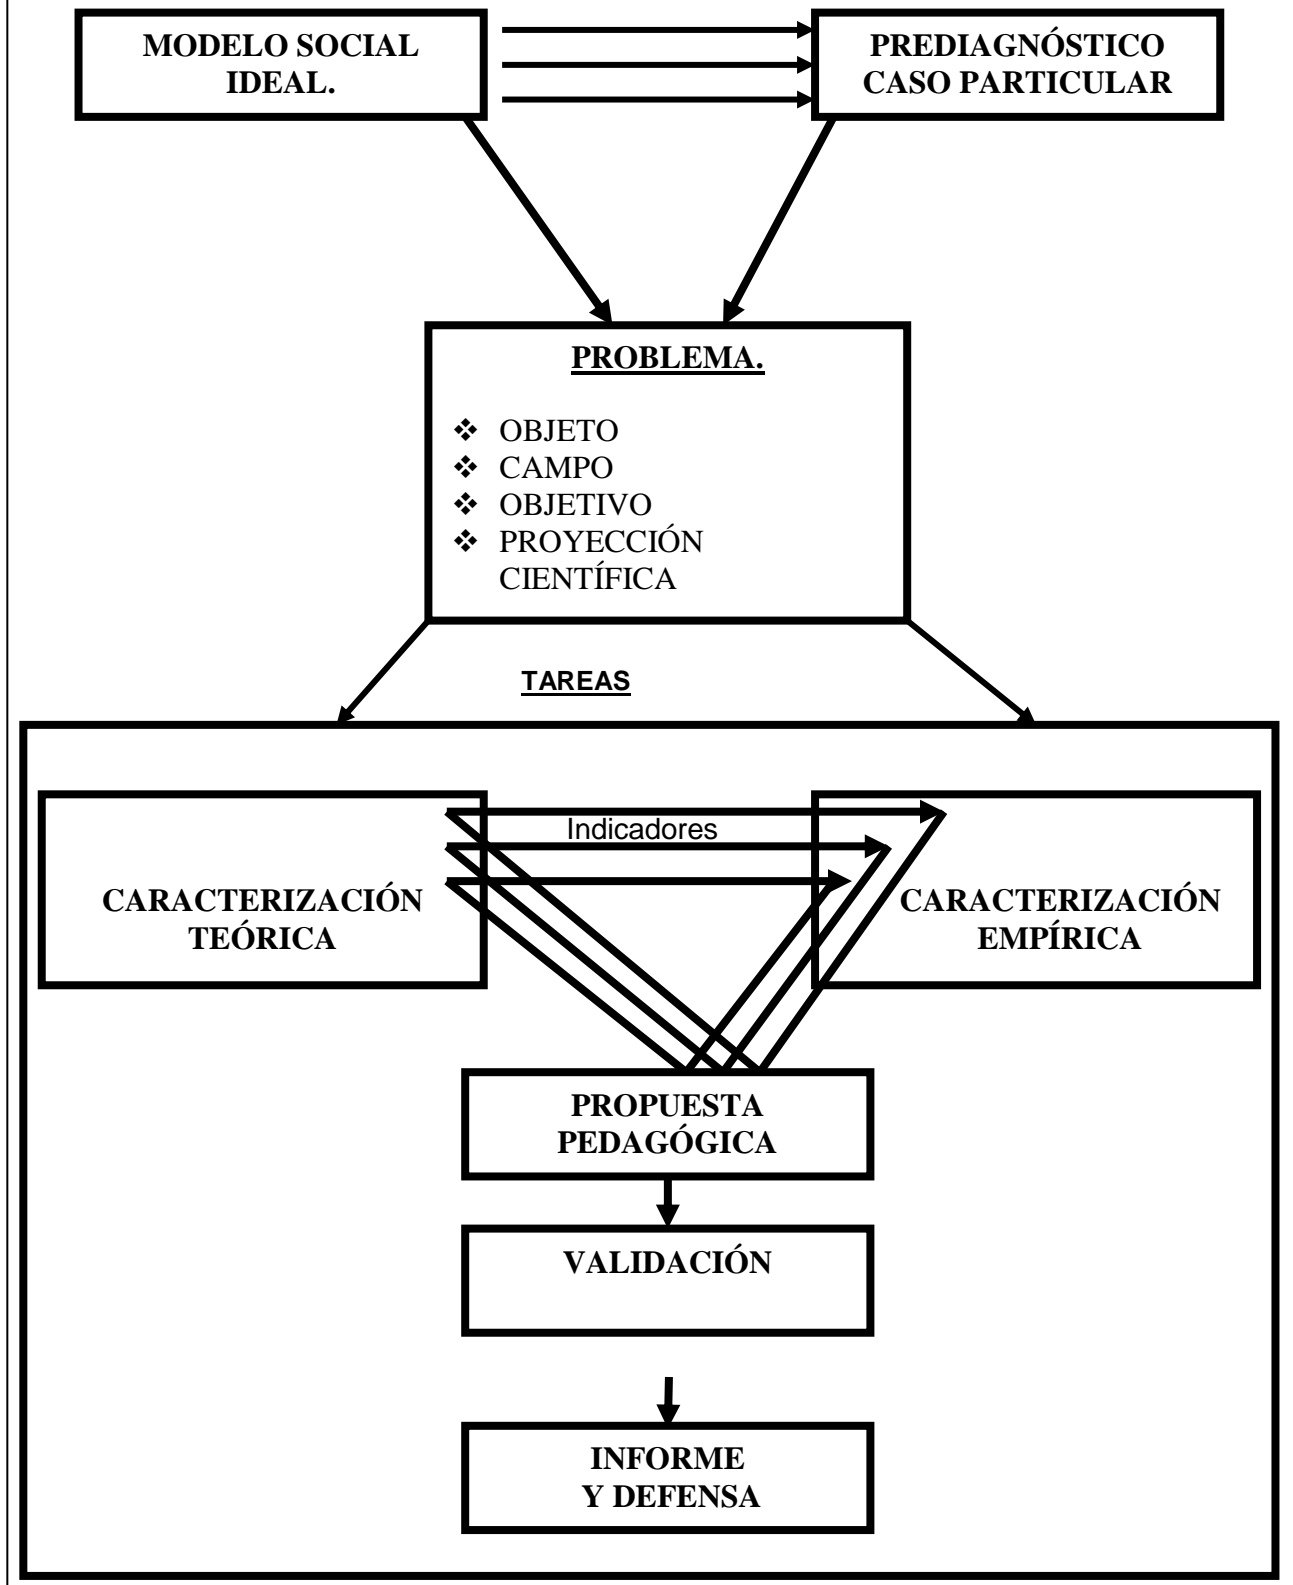 MODELO SOCIAL
IDEAL.
PREDIAGNÓSTICO
CASO PARTICULAR
PROBLEMA.
❖ OBJETO
❖ CAMPO
❖ OBJETIVO
❖ PROYECCIÓN
CIENTÍFICA
TAREAS
Indicadores
CARACTERIZACIÓN
TEÓRICA
CARACTERIZACIÓN
EMPÍRICA
PROPUESTA
PEDAGÓGICA
VALIDACIÓN
INFORME
Y DEFENSA